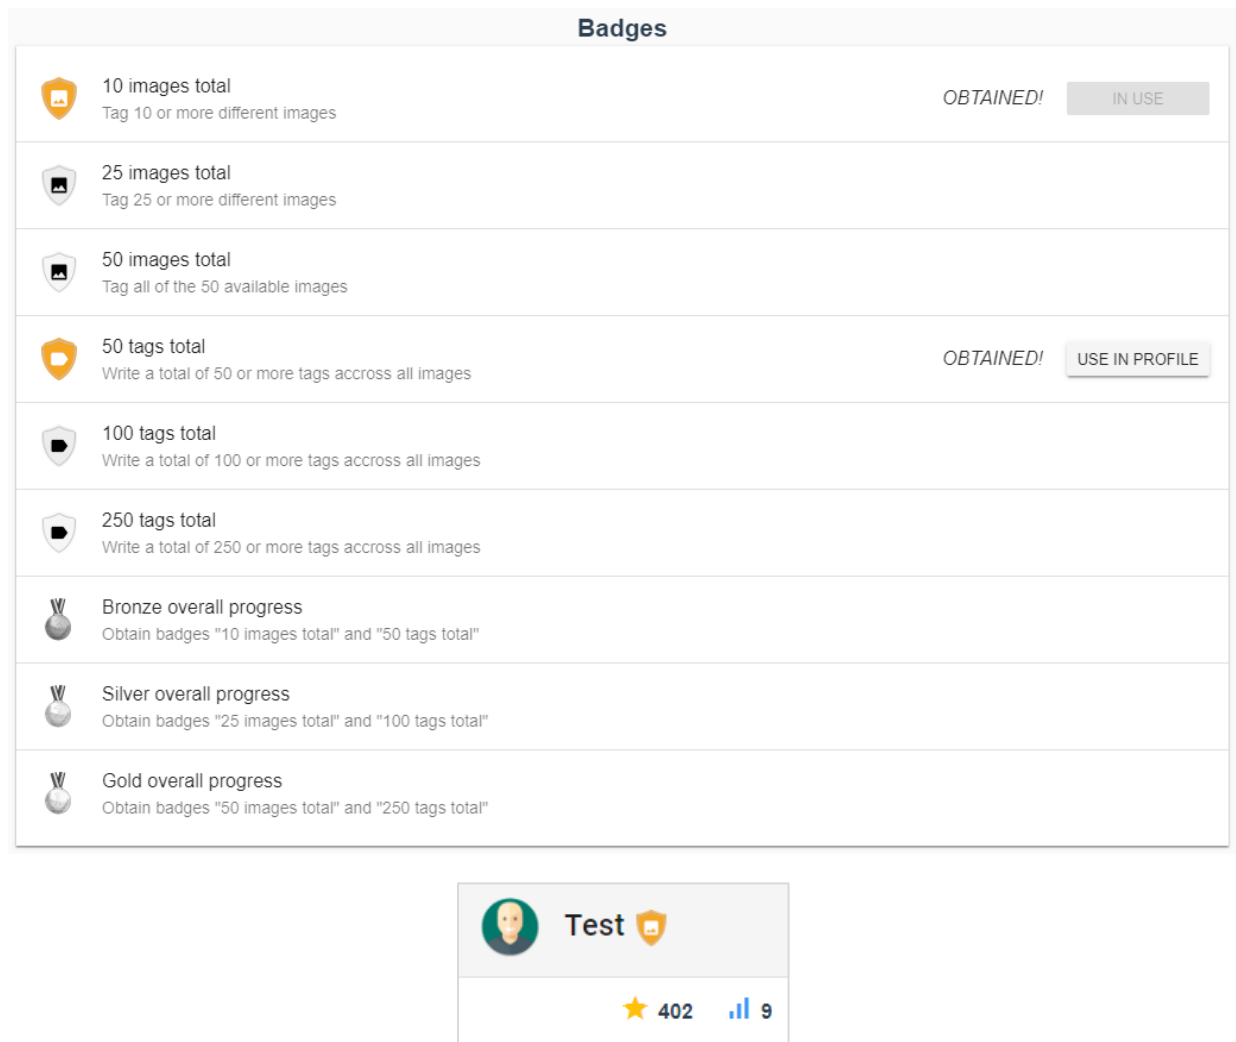 Badges
10 images total
Tag 10 or more different images
OBTAINED! IN USE
25 images total
Tag 25 or more different images
50 images total
Tag all of the 50 available images
50 tags total
Write a total of 50 or more tags accross all images
OBTAINED! USE IN PROFILE
100 tags total
Write a total of 100 or more tags accross all images
250 tags total
Write a total of 250 or more tags accross all images
Bronze overall progress
Obtain badges "10 images total" and "50 tags total"
Silver overall progress
Obtain badges "25 images total" and "100 tags total"
Gold overall progress
Obtain badges "50 images total" and "250 tags total"
Test
402 9